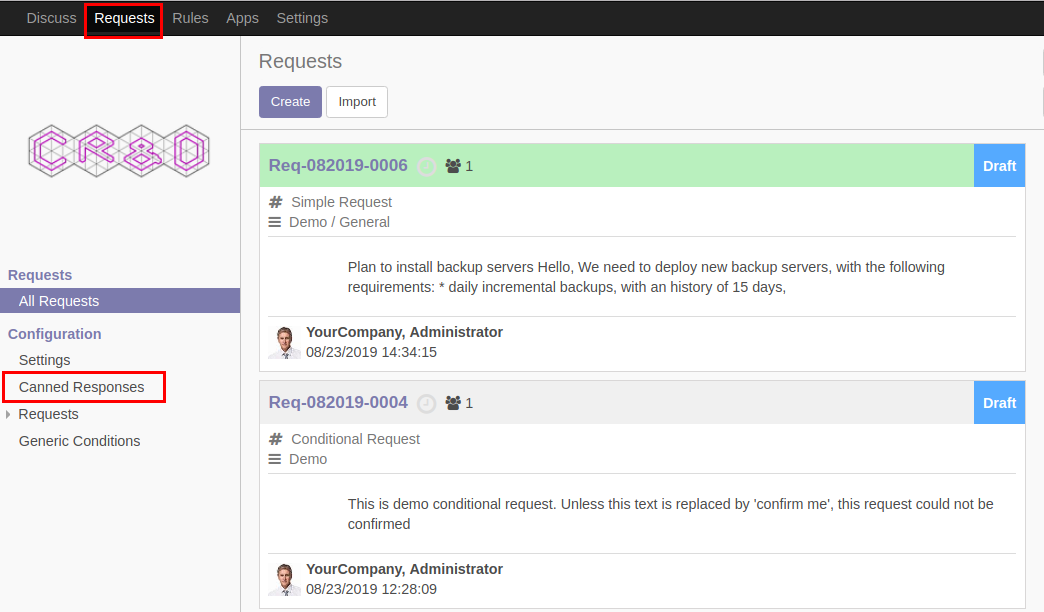 Discuss Requests Rules Apps Settings
Requests
Create Import
CR&D
Requests
All Requests
Configuration
Settings
Canned Responses
Requests
Generic Conditions
Req-082019-0006 1 Draft
# Simple Request
Demo / General
Plan to install backup servers Hello, We need to deploy new backup servers, with the following
requirements: * daily incremental backups, with an history of 15 days,
YourCompany, Administrator
08/23/2019 14:34:15
Req-082019-0004 1 Draft
# Conditional Request
Demo
This is demo conditional request. Unless this text is replaced by 'confirm me', this request could not be
confirmed
YourCompany, Administrator
08/23/2019 12:28:09